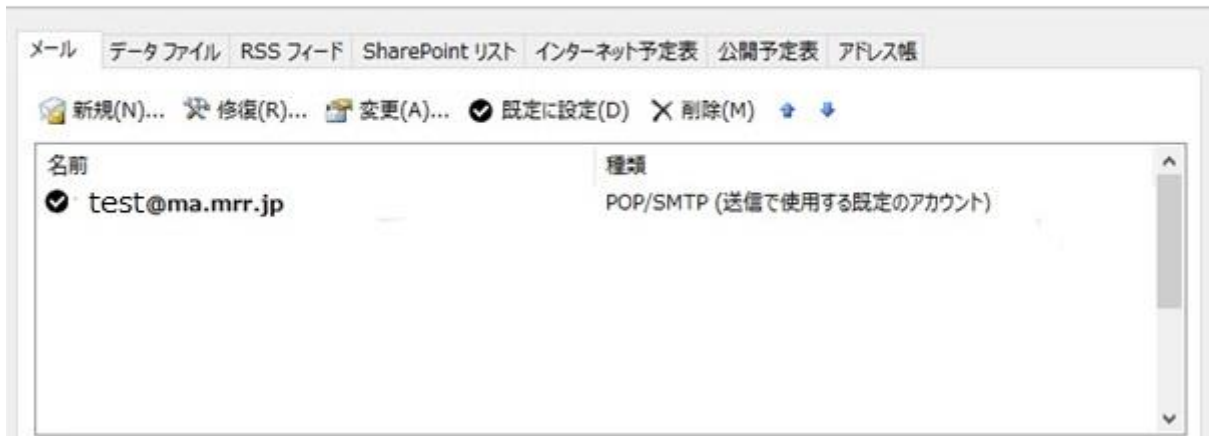 メール データ ファイル RSS フィード SharePoint リスト インターネット予定表 公開予定表 アドレス帳
新規(N)... 修復(R)... 変更(A)... 既定に設定(D) 削除(M)
名前 種類
test@ma.mrr.jp POP/SMTP (送信で使用する既定のアカウント)